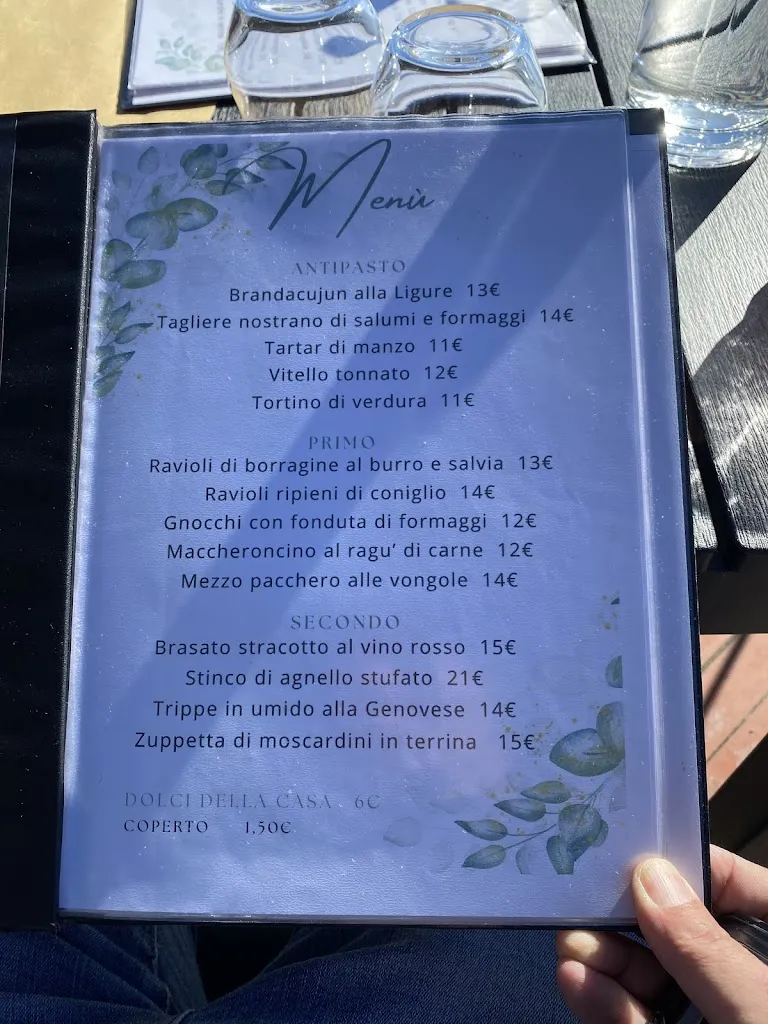 Menù
ANTIPASTO
Brandacujun alla Ligure 13€
Tagliere nostrano di salumi e formaggi 14€
Tartar di manzo 11€
Vitello tonnato 12€
Tortino di verdura 11€
PRIMO
Ravioli di borragine al burro e salvia 13€
Ravioli ripieni di coniglio 14€
Gnocchi con fonduta di formaggi 12€
Maccheroncino al ragu' di carne 12€
Mezzo pacchero alle vongole 14€
SECONDO
Brasato stracotto al vino rosso 15€
Stinco di agnello stufato 21€
Trippe in umido alla Genovese 14€
Zuppetta di moscardini in terrina 15€
DOLCI DELLA CASA 6€
COPERTO 1,50€